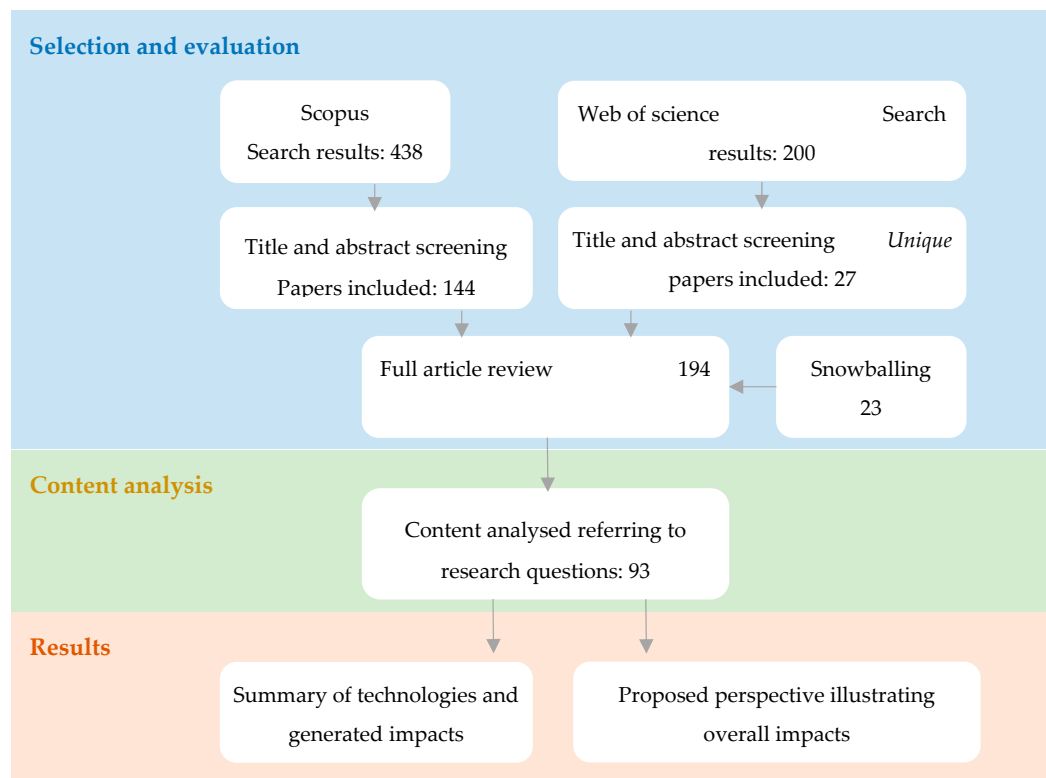 Selection and evaluation
Scopus
Search results: 438
Web of science Search
results: 200
Title and abstract screening
Papers included: 144
Title and abstract screening Unique
papers included: 27
Full article review 194
Snowballing
23
Content analysis
Content analysed referring to
research questions: 93
Results
Summary of technologies and
generated impacts
Proposed perspective illustrating
overall impacts